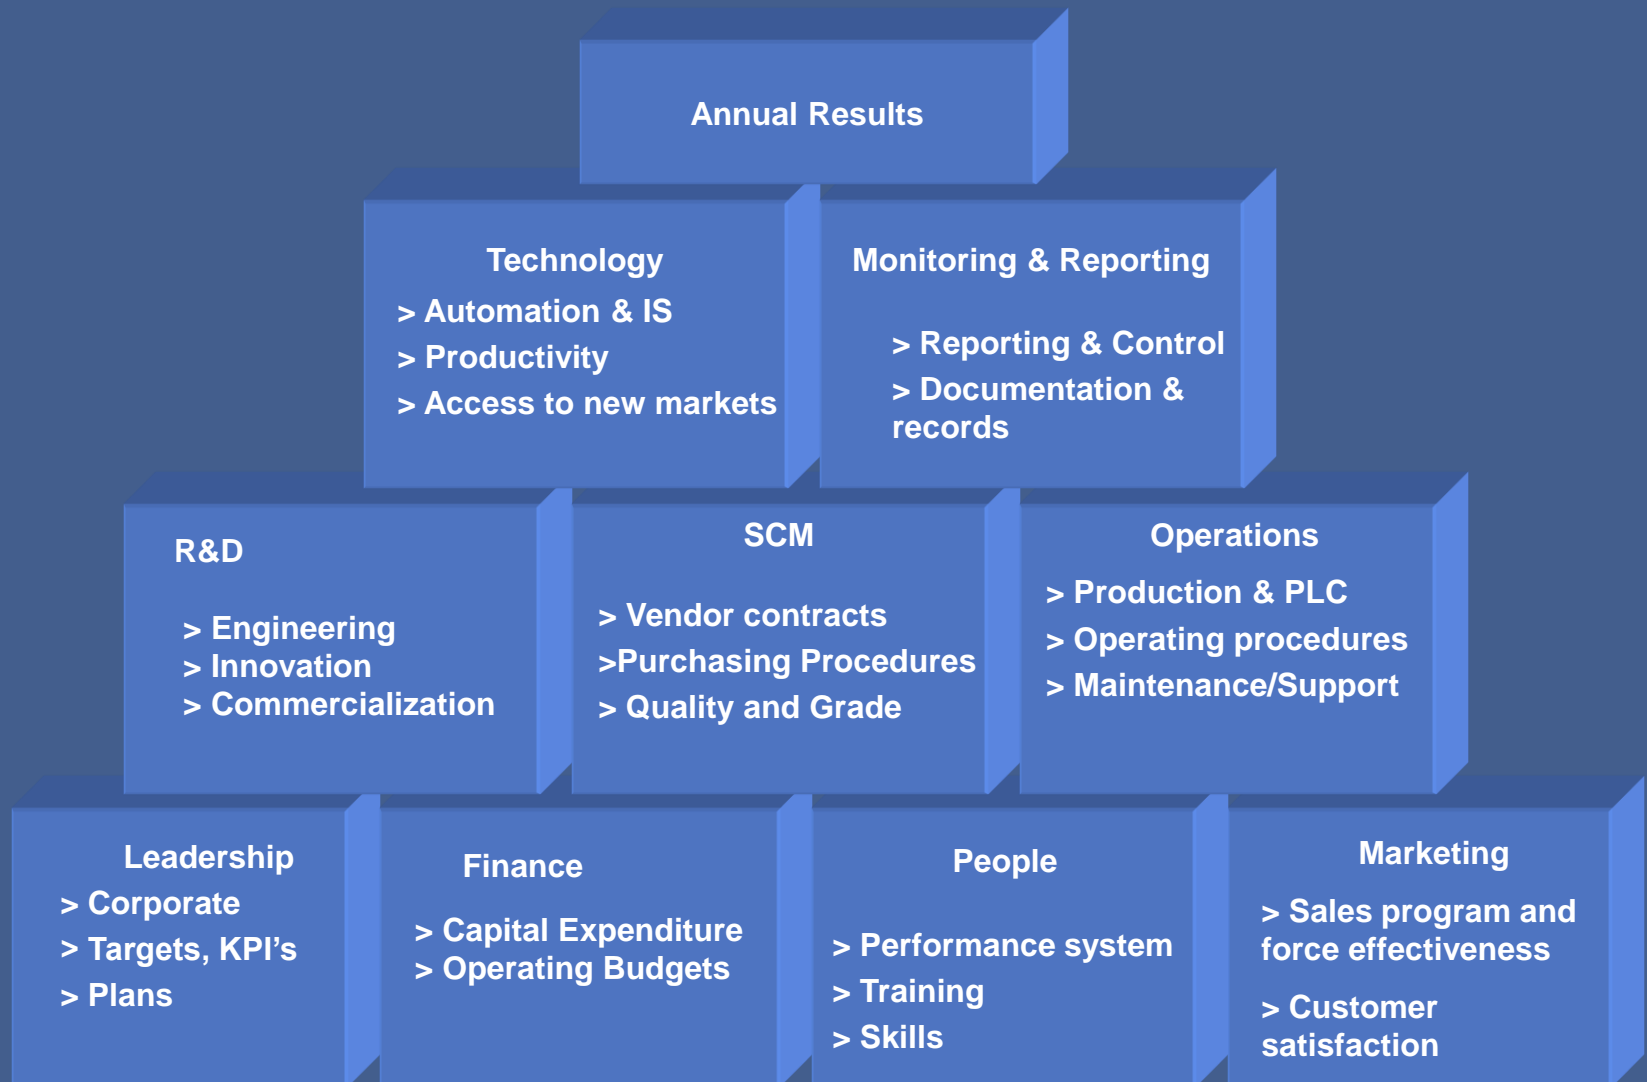 Annual Results
Technology
> Automation & IS
> Productivity
> Access to new markets
Monitoring & Reporting
> Reporting & Control
> Documentation &
records
R&D
> Engineering
> Innovation
> Commercialization
SCM
> Vendor contracts
>Purchasing Procedures
> Quality and Grade
Operations
> Production & PLC
> Operating procedures
> Maintenance/Support
Leadership
> Corporate
> Targets, KPI’s
> Plans
Finance
> Capital Expenditure
> Operating Budgets
People
> Performance system
> Training
> Skills
Marketing
> Sales program and
force effectiveness
> Customer
satisfaction